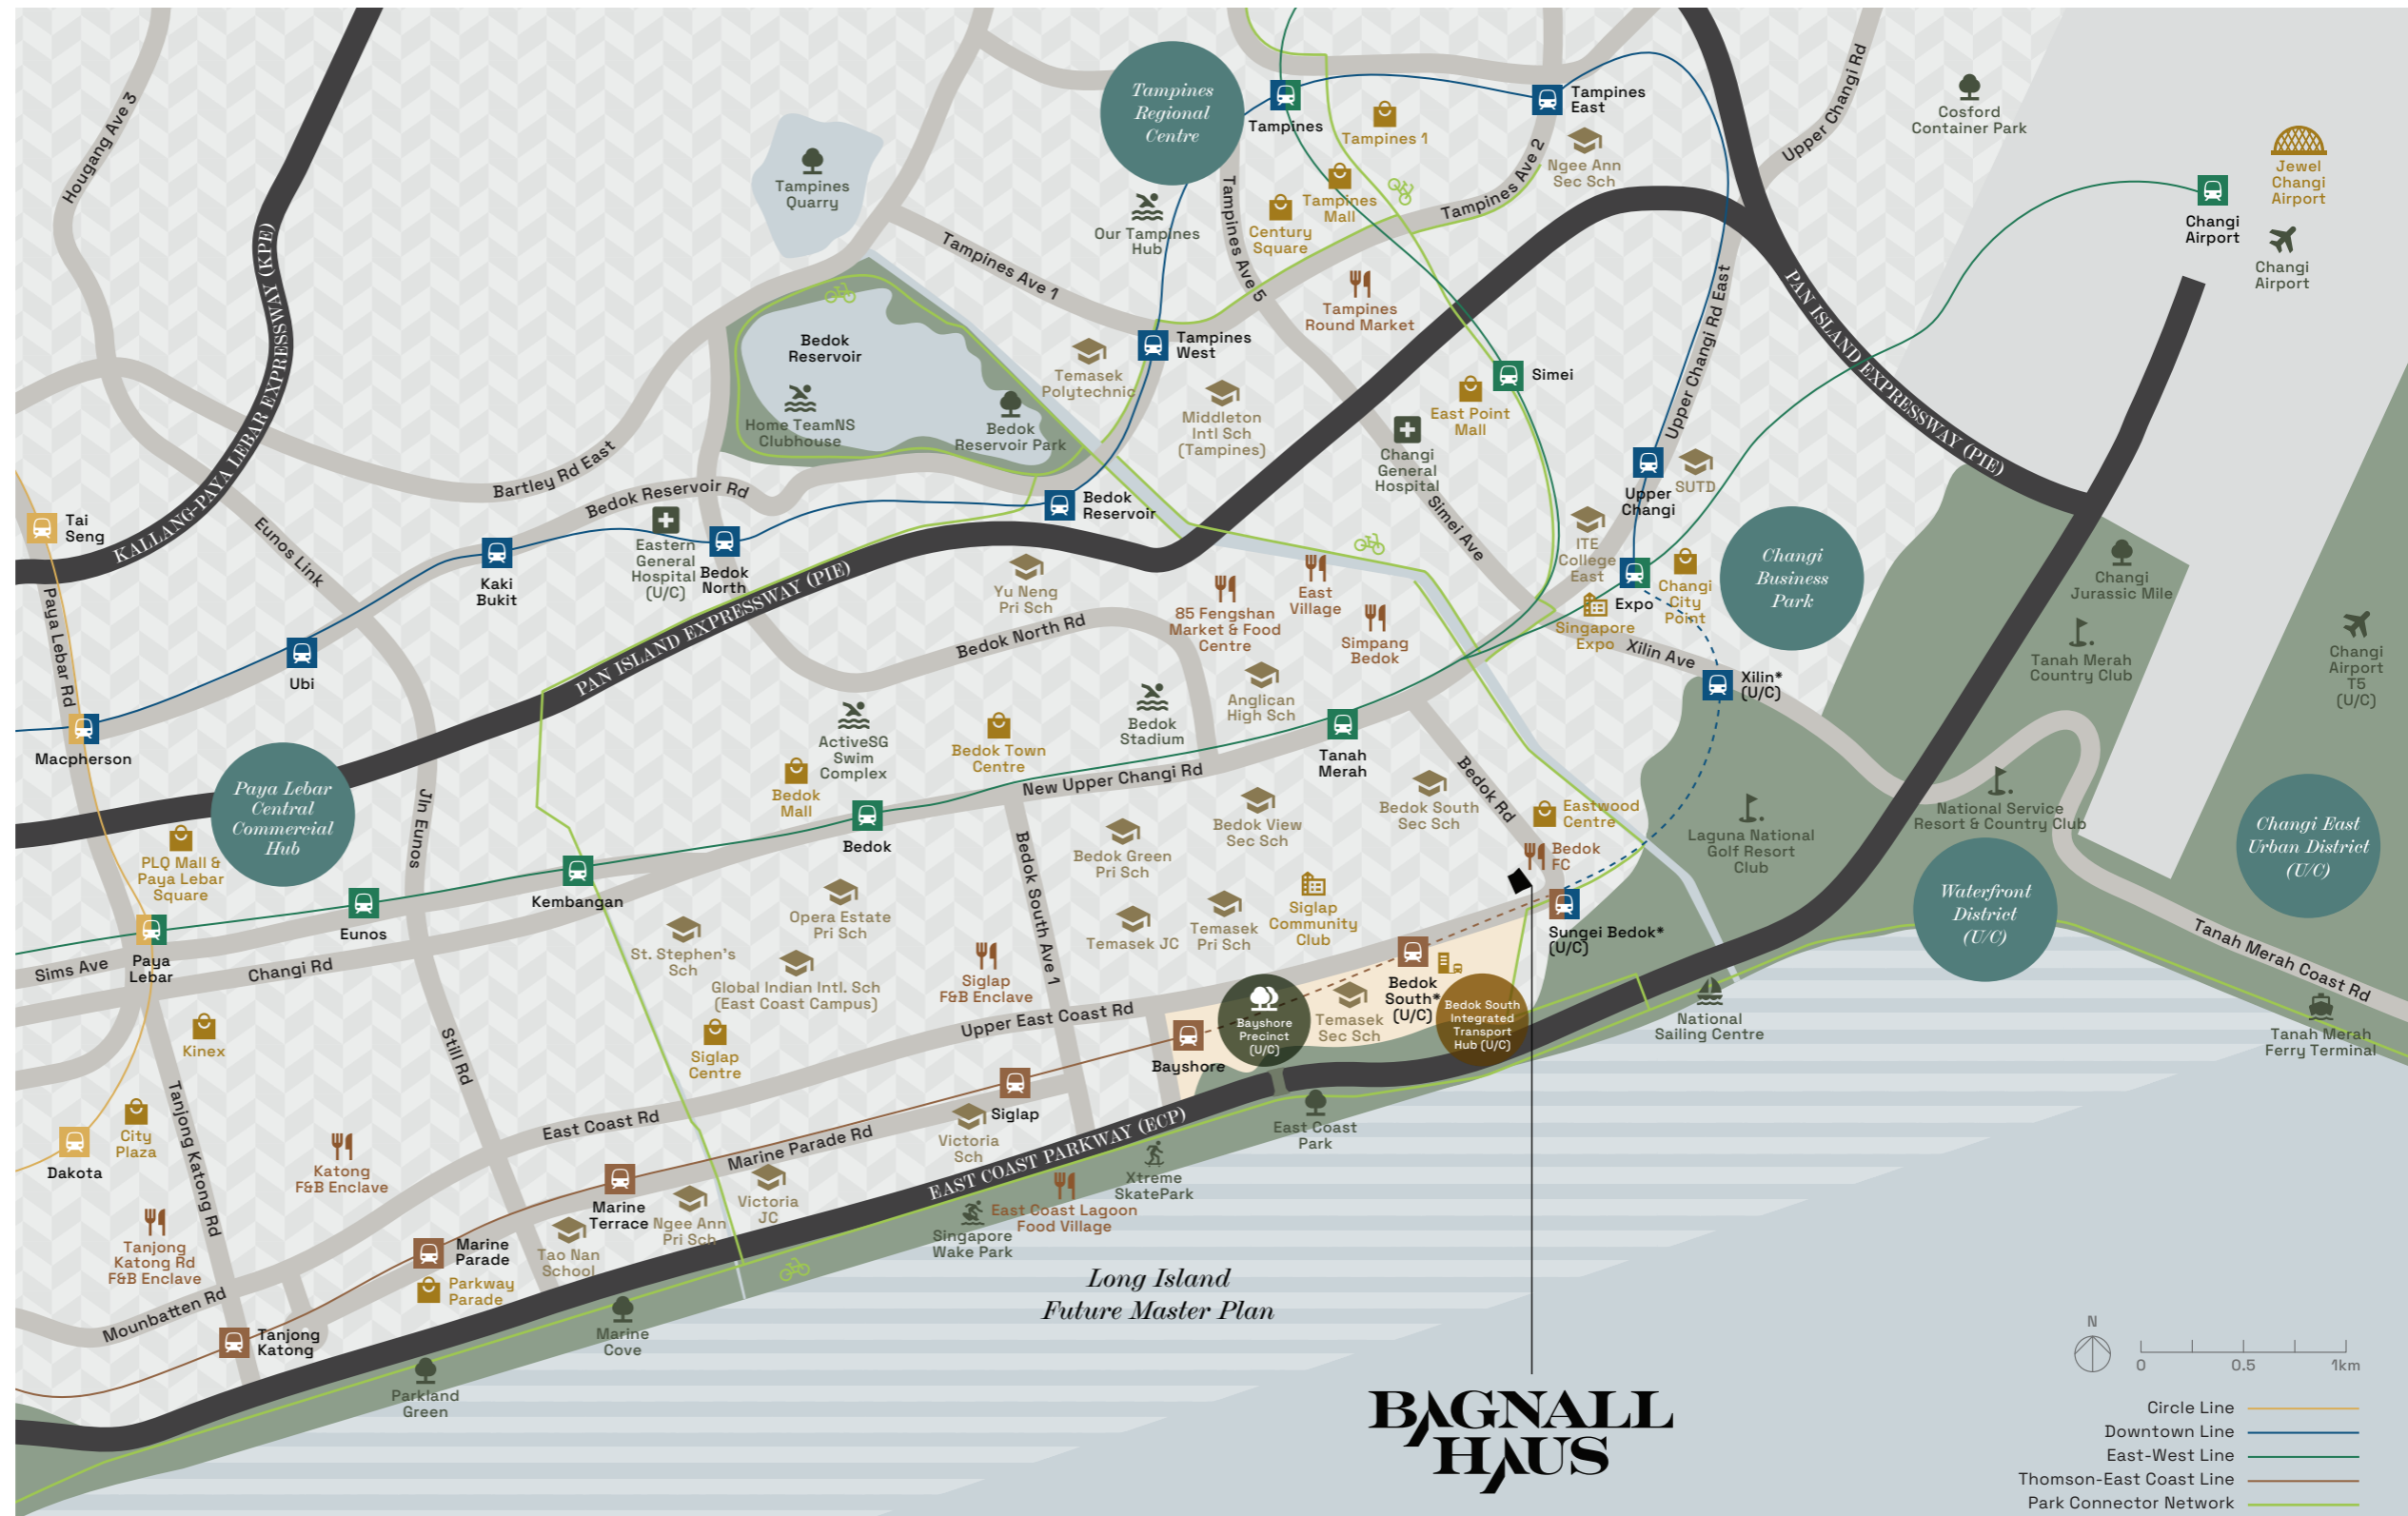 Hougang Ave 3
KALLANG-PAYA LEBAR EXPRESSWAY (KPE)
Tampines
Quarry
Tampines
Regional
Centre
Tampines
Tampines 1
Tampines
East
Ngee Ann
Sec Sch
Upper Changi Rd
Cosford
Container Park
Jewel
Changi
Airport
Changi
Airport
Changi
Airport
Our Tampines
Hub
Tampines
Mall
Century
Square
Tampines Ave 2
Tampines Ave 5
Tampines Ave 1
Tampines
Round Market
Tampines
West
Temasek
Polytechnic
Middleton
Intl Sch
(Tampines)
Bedok
Reservoir
Home TeamNS
Clubhouse
Bedok
Reservoir Park
Simei
East Point
Mall
Changi
General
Hospital
Simei Ave
Upper Changi Rd East
PAN ISLAND EXPRESSWAY (PIE)
Upper
Changi
SUTD
ITE
College
East
Expo
Changi
City
Point
Singapore
Expo
Changi
Business
Park
Xilin Ave
Xilin*
(U/C)
Changi
Jurassic Mile
Tanah Merah
Country Club
Changi
Airport
T5
(U/C)
Bartley Rd East
Bedok Reservoir Rd
Eunos Link
Tai
Seng
Paya Lebar Rd
Kaki
Bukit
Eastern
General
Hospital
(U/C)
Bedok
North
Bedok
Reservoir
Ubi
Macpherson
PAN ISLAND EXPRESSWAY (PIE)
Yu Neng
Pri Sch
Bedok North Rd
85 Fengshan
Market & Food
Centre
East
Village
Simpang
Bedok
Anglican
High Sch
Bedok
Stadium
Tanah
Merah
ActiveSG
Swim
Complex
Bedok Town
Centre
Bedok
Mall
Bedok
New Upper Changi Rd
Paya Lebar
Central
Commercial
Hub
Jln Eunos
PLQ Mall &
Paya Lebar
Square
Paya
Lebar
Eunos
Kembangan
Sims Ave
Changi Rd
Kinex
City
Plaza
Dakota
Tanjong Katong Rd
Still Rd
St. Stephen's
Sch
Opera Estate
Pri Sch
Global Indian Intl. Sch
(East Coast Campus)
Siglap
F&B Enclave
Siglap
Centre
Bedok South Ave 1
Bedok Green
Pri Sch
Bedok View
Sec Sch
Bedok South
Sec Sch
Bedok Rd
Eastwood
Centre
Bedok
FC
Temasek JC
Temasek
Pri Sch
Siglap
Community
Club
Sungei Bedok*
(U/C)
Laguna National
Golf Resort
Club
National Service
Resort & Country Club
Waterfront
District
(U/C)
Changi East
Urban District
(U/C)
Tanah Merah Coast Rd
Tanah Merah
Ferry Terminal
National
Sailing Centre
Bedok
South*
(U/C)
Bedok South
Integrated
Transport
Hub (U/C)
Temasek
Sec Sch
Bayshore
Precinct
(U/C)
Bayshore
Upper East Coast Rd
East Coast Rd
Siglap
Victoria
Sch
Marine Parade Rd
Victoria
JC
Ngee Ann
Pri Sch
Marine
Terrace
Tao Nan
School
Katong
F&B Enclave
Tanjong
Katong Rd
F&B Enclave
Marine
Parade
Parkway
Parade
Mounbatten Rd
Tanjong
Katong
Parkland
Green
Marine
Cove
EAST COAST PARKWAY (ECP)
East Coast
Park
Xtreme
SkatePark
East Coast Lagoon
Food Village
Singapore
Wake Park
Long Island
Future Master Plan
BAGNALL
HAUS
N
0 0.5 1km
Circle Line
Downtown Line
East-West Line
Thomson-East Coast Line
Park Connector Network